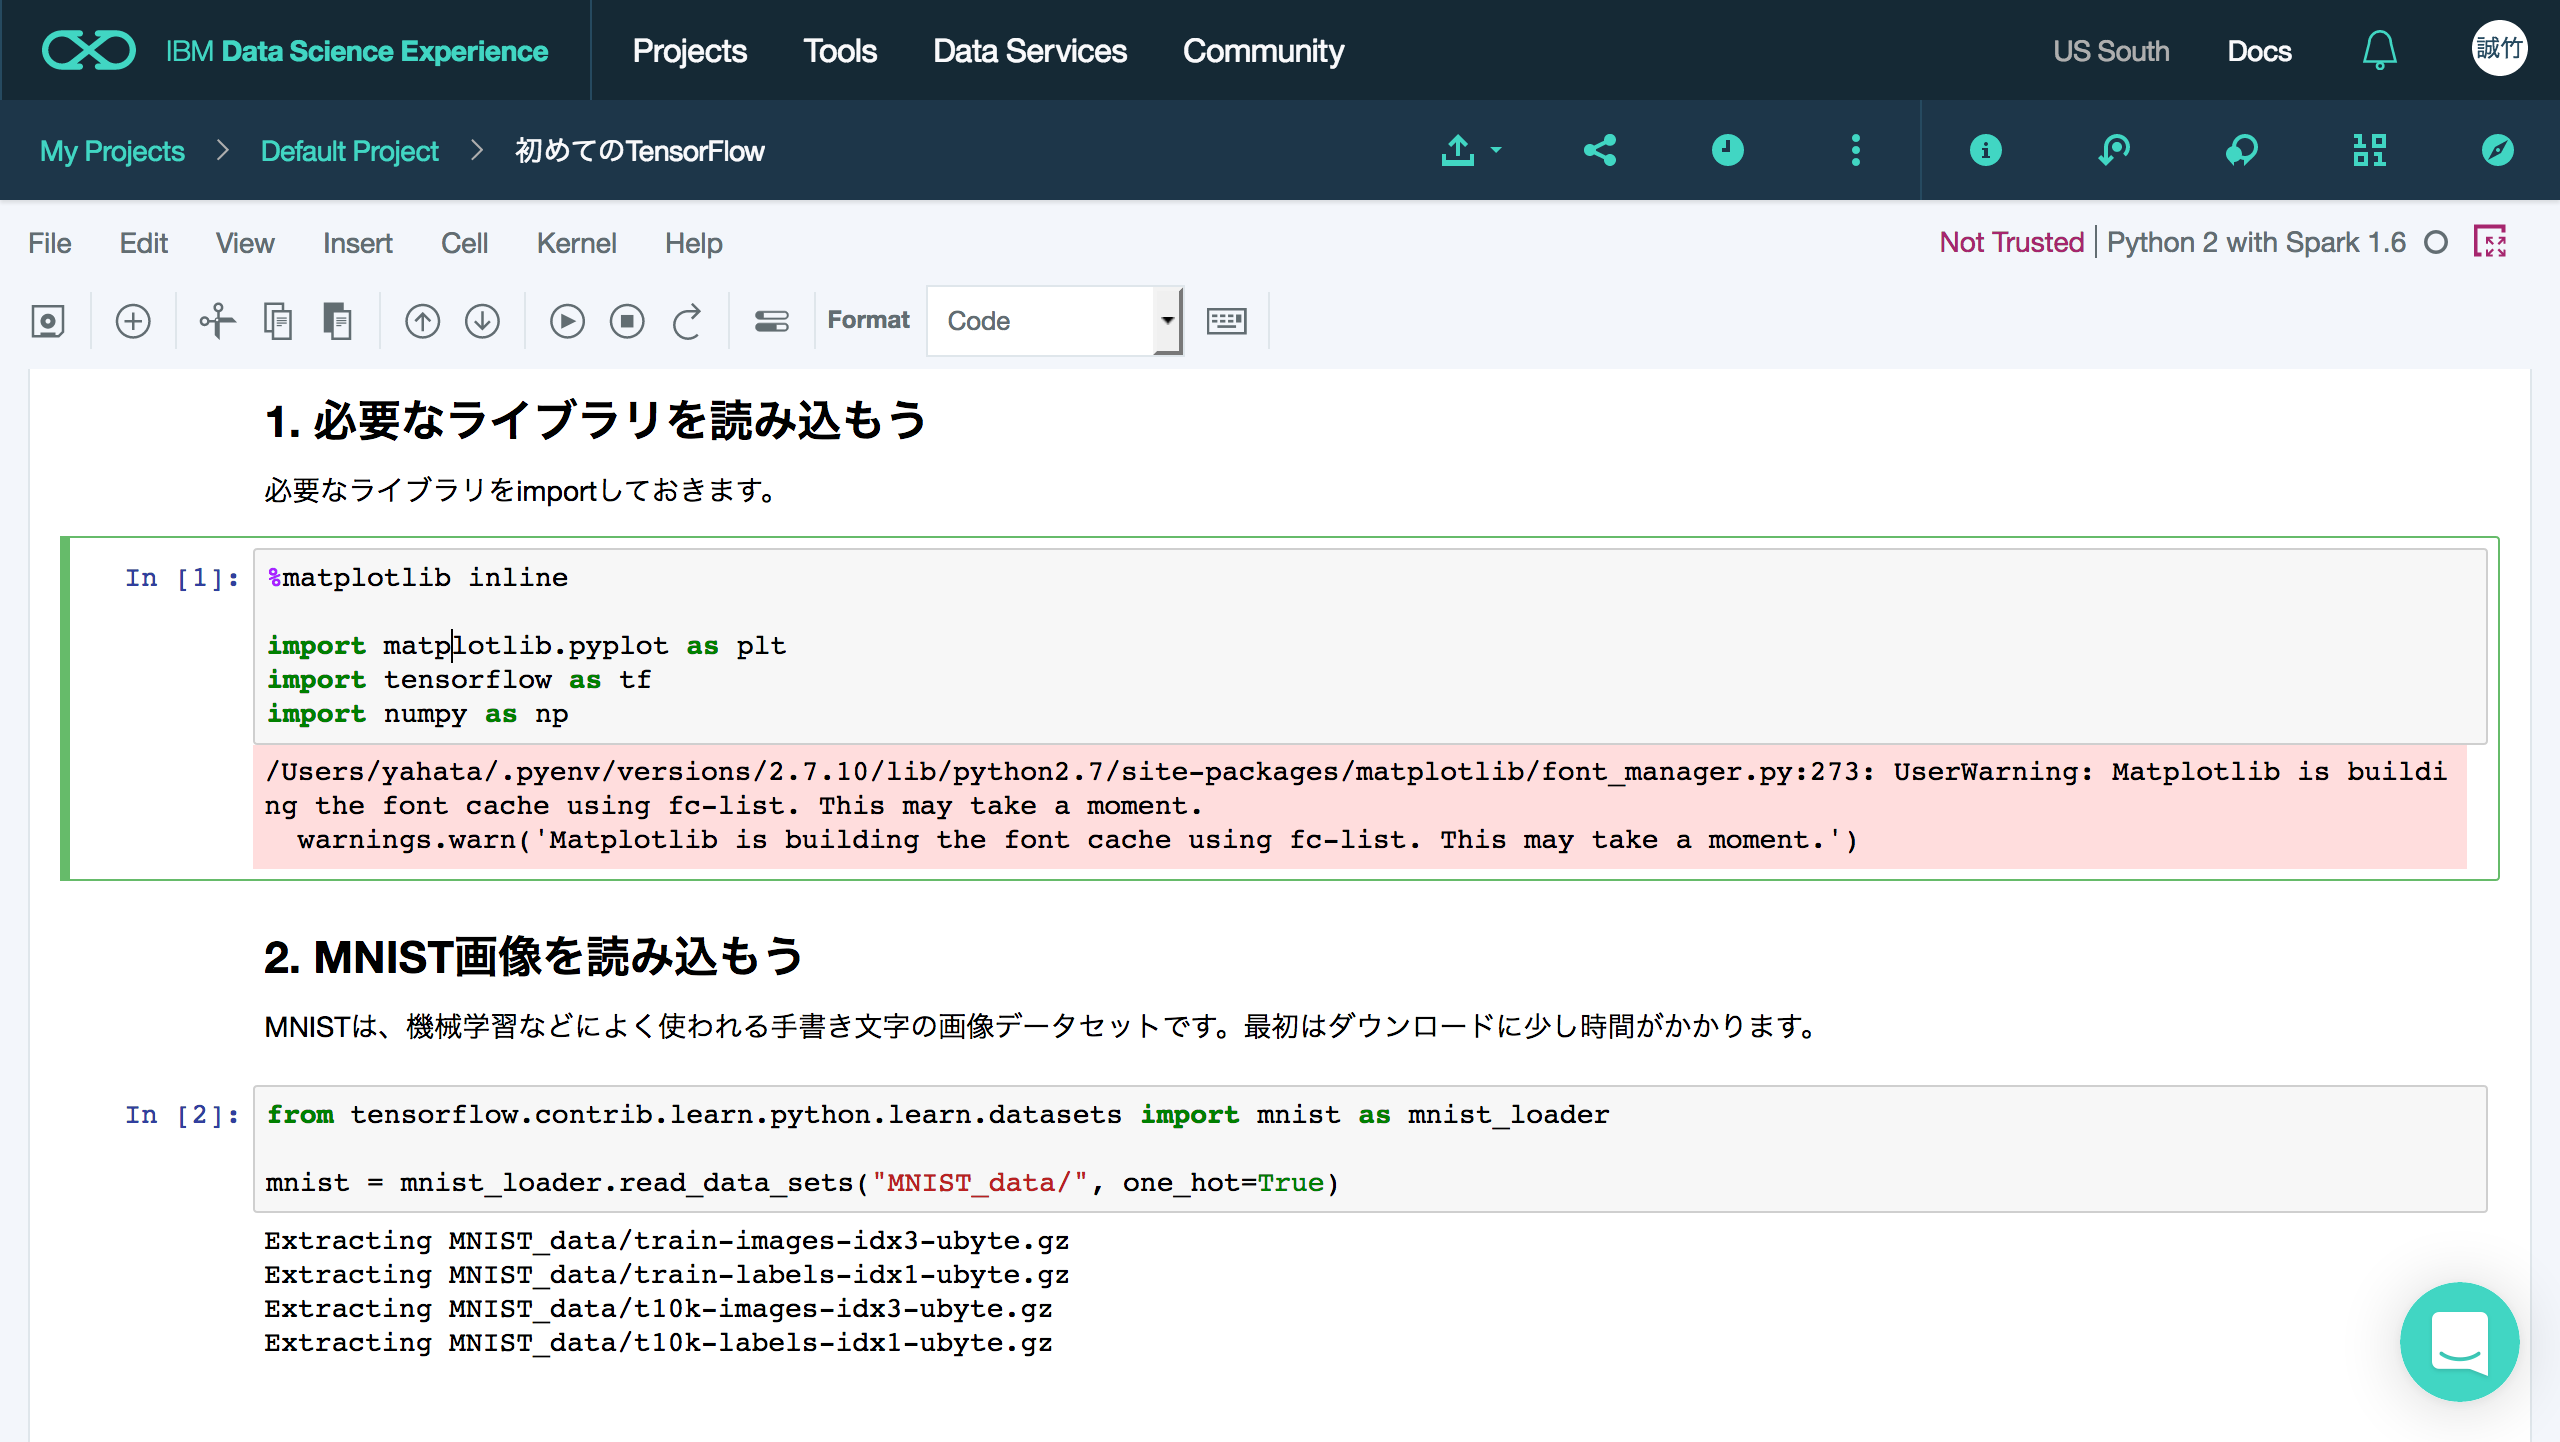 IBM Data Science Experience
Projects
Tools
Data Services
Community
US South
Docs
誠竹
My Projects
Default Project
初めてのTensorFlow
File
Edit
View
Insert
Cell
Kernel
Help
Not Trusted
Python 2 with Spark 1.6
Format
Code
1. 必要なライブラリを読み込もう
必要なライブラリをimportしておきます。
In [1]:
%matplotlib inline
import matplotlib.pyplot as plt
import tensorflow as tf
import numpy as np
/Users/yahata/.pyenv/versions/2.7.10/lib/python2.7/site-packages/matplotlib/font_manager.py:273: UserWarning: Matplotlib is buildi
ng the font cache using fc-list. This may take a moment.
warnings.warn('Matplotlib is building the font cache using fc-list. This may take a moment.')
2. MNIST画像を読み込もう
MNISTは、機械学習などによく使われる手書き文字の画像データセットです。最初はダウンロードに少し時間がかかります。
In [2]:
from tensorflow.contrib.learn.python.learn.datasets import mnist as mnist_loader
mnist = mnist_loader.read_data_sets("MNIST_data/", one_hot=True)
Extracting MNIST_data/train-images-idx3-ubyte.gz
Extracting MNIST_data/train-labels-idx1-ubyte.gz
Extracting MNIST_data/t10k-images-idx3-ubyte.gz
Extracting MNIST_data/t10k-labels-idx1-ubyte.gz